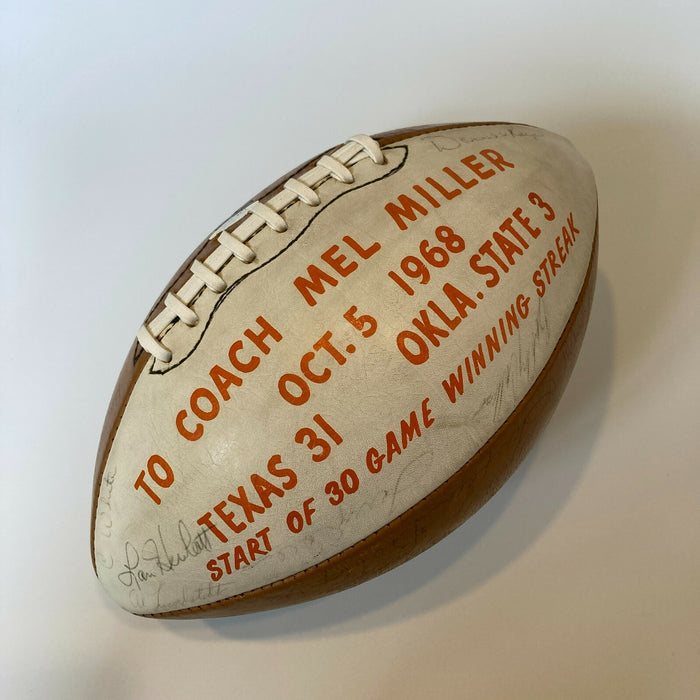 TO COACH MEL MILLER
OCT. 5 1968
TEXAS 31 OKLA. STATE 3
START OF 30 GAME WINNING STREAK